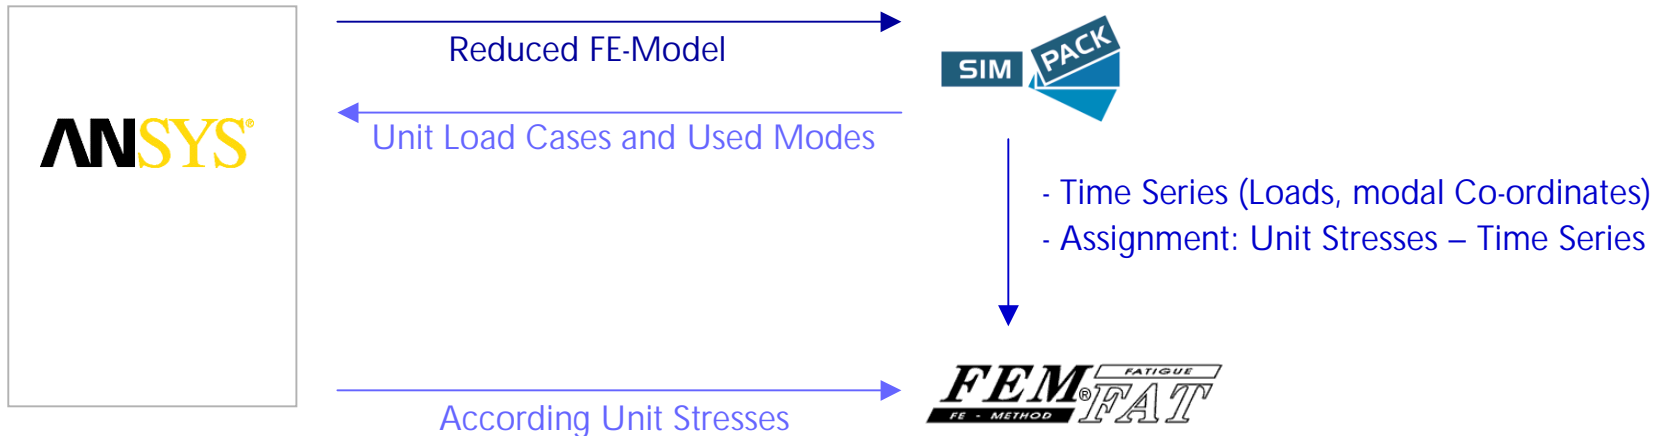 Reduced FE-Model
SIM PACK
Unit Load Cases and Used Modes
ANSYS®
- Time Series (Loads, modal Co-ordinates)
- Assignment: Unit Stresses – Time Series
According Unit Stresses
FEM®FAT
FATIGUE
FE - METHOD